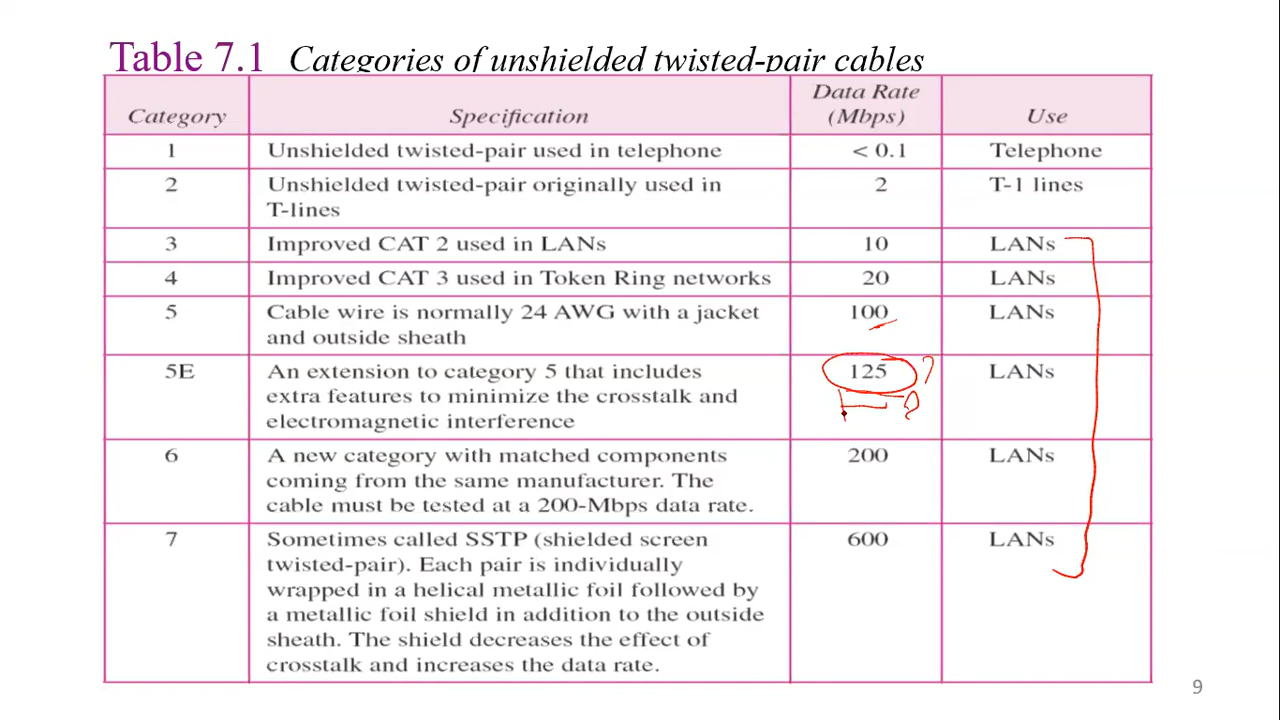 Table 7.1 Categories of unshielded twisted-pair cables
Category Specification Data Rate (Mbps) Use
1 Unshielded twisted-pair used in telephone < 0.1 Telephone
2 Unshielded twisted-pair originally used in 2 T-1 lines
T-lines
3 Improved CAT 2 used in LANs 10 LANs
4 Improved CAT 3 used in Token Ring networks 20 LANs
5 Cable wire is normally 24 AWG with a jacket 100 LANs
and outside sheath
5E An extension to category 5 that includes 125 ? LANs
extra features to minimize the crosstalk and ?
electromagnetic interference
6 A new category with matched components 200 LANs
coming from the same manufacturer. The
cable must be tested at a 200-Mbps data rate.
7 Sometimes called SSTP (shielded screen 600 LANs
twisted-pair). Each pair is individually
wrapped in a helical metallic foil followed by
a metallic foil shield in addition to the outside
sheath. The shield decreases the effect of
crosstalk and increases the data rate.
9